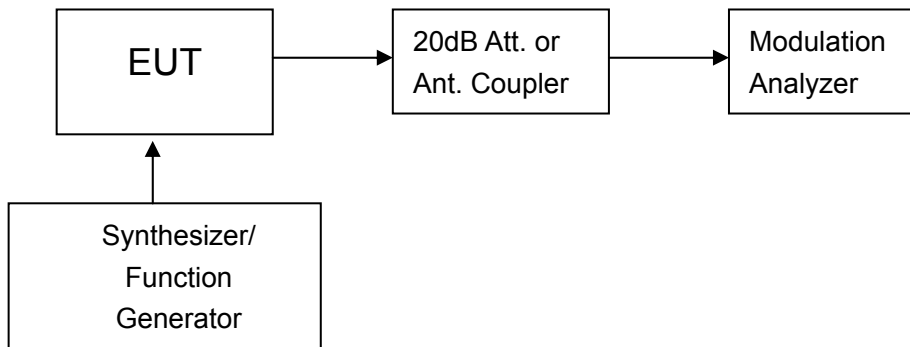 EUT
20dB Att. or
Ant. Coupler
Modulation
Analyzer
Synthesizer/
Function
Generator